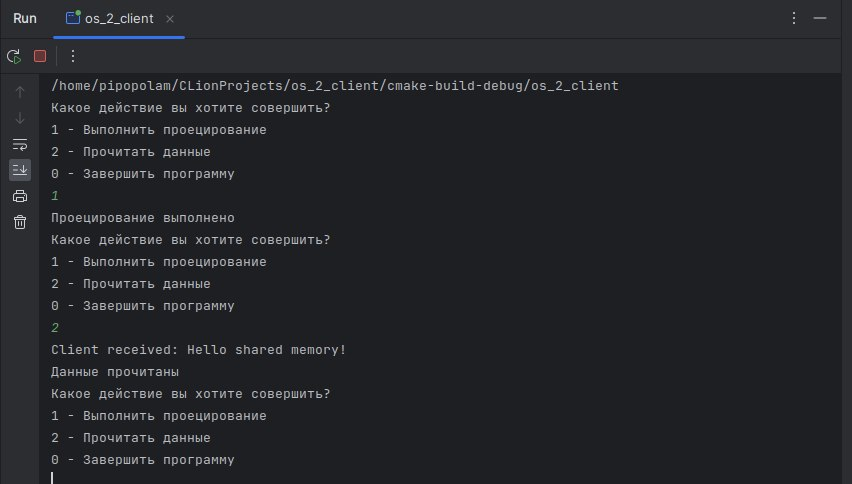 Run os_2_client
/home/pipopolam/CLionProjects/os_2_client/cmake-build-debug/os_2_client
Какое действие вы хотите совершить?
1 - Выполнить проецирование
2 - Прочитать данные
0 - Завершить программу
1
Проецирование выполнено
Какое действие вы хотите совершить?
1 - Выполнить проецирование
2 - Прочитать данные
0 - Завершить программу
2
Client received: Hello shared memory!
Данные прочитаны
Какое действие вы хотите совершить?
1 - Выполнить проецирование
2 - Прочитать данные
0 - Завершить программу